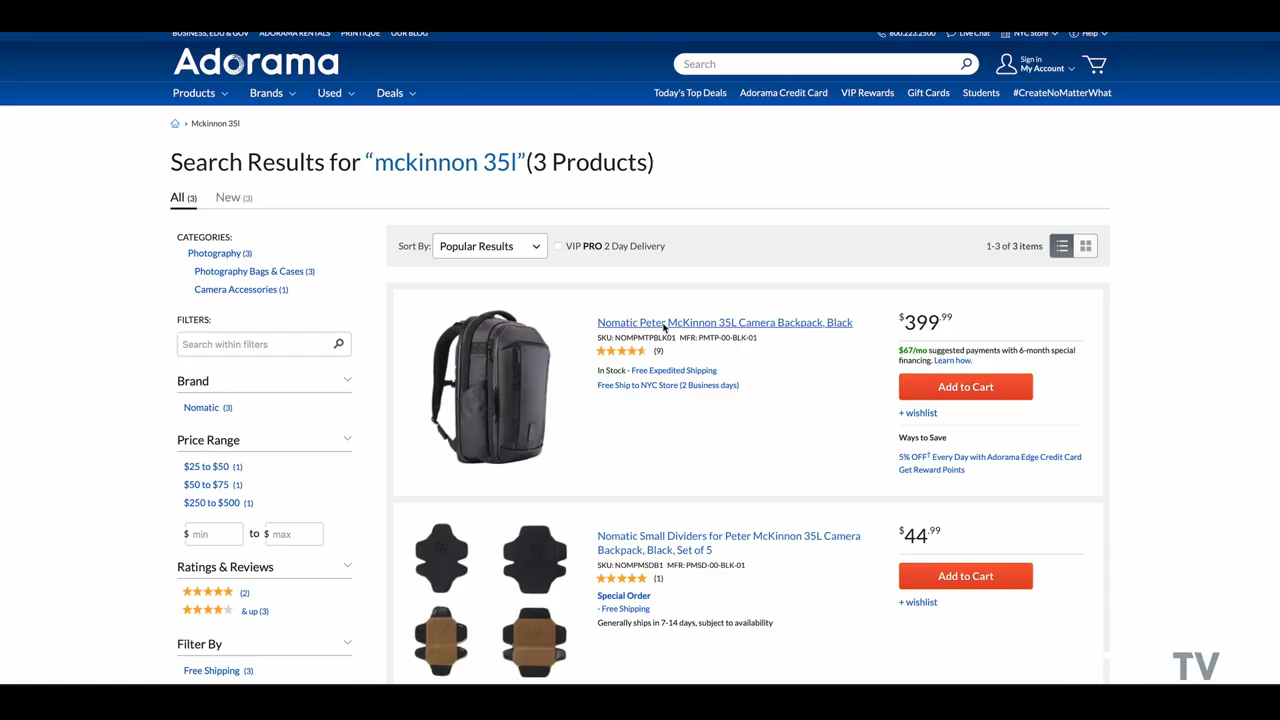 BUSINESS, EDU & GOV ADORAMA RENTALS PRINTIQUE OUR BLOG
800.223.2500 Live Chat NYC Store Help
Adorama
Search
Sign in
My Account
Products Brands Used Deals
Today's Top Deals Adorama Credit Card VIP Rewards Gift Cards Students #CreateNoMatterWhat
› Mckinnon 35l
Search Results for “mckinnon 35l”(3 Products)
All (3) New (3)
CATEGORIES:
Photography (3)
Photography Bags & Cases (3)
Camera Accessories (1)
FILTERS:
Search within filters
Brand
Nomatic (3)
Price Range
$25 to $50 (1)
$50 to $75 (1)
$250 to $500 (1)
$ min to $ max
Ratings & Reviews
(2)
& up (3)
Filter By
Free Shipping (3)
Sort By: Popular Results VIP PRO 2 Day Delivery
1-3 of 3 items
Nomatic Peter McKinnon 35L Camera Backpack, Black
SKU: NOMPMTPBLK01 MFR: PMTP-00-BLK-01
(9)
In Stock - Free Expedited Shipping
Free Ship to NYC Store (2 Business days)
$399.99
$67/mo suggested payments with 6-month special
financing. Learn how.
Add to Cart
+ wishlist
Ways to Save
5% OFF† Every Day with Adorama Edge Credit Card
Get Reward Points
Nomatic Small Dividers for Peter McKinnon 35L Camera
Backpack, Black, Set of 5
SKU: NOMPMSDB1 MFR: PMSD-00-BLK-01
(1)
Special Order
- Free Shipping
Generally ships in 7-14 days, subject to availability
$44.99
Add to Cart
+ wishlist
TV